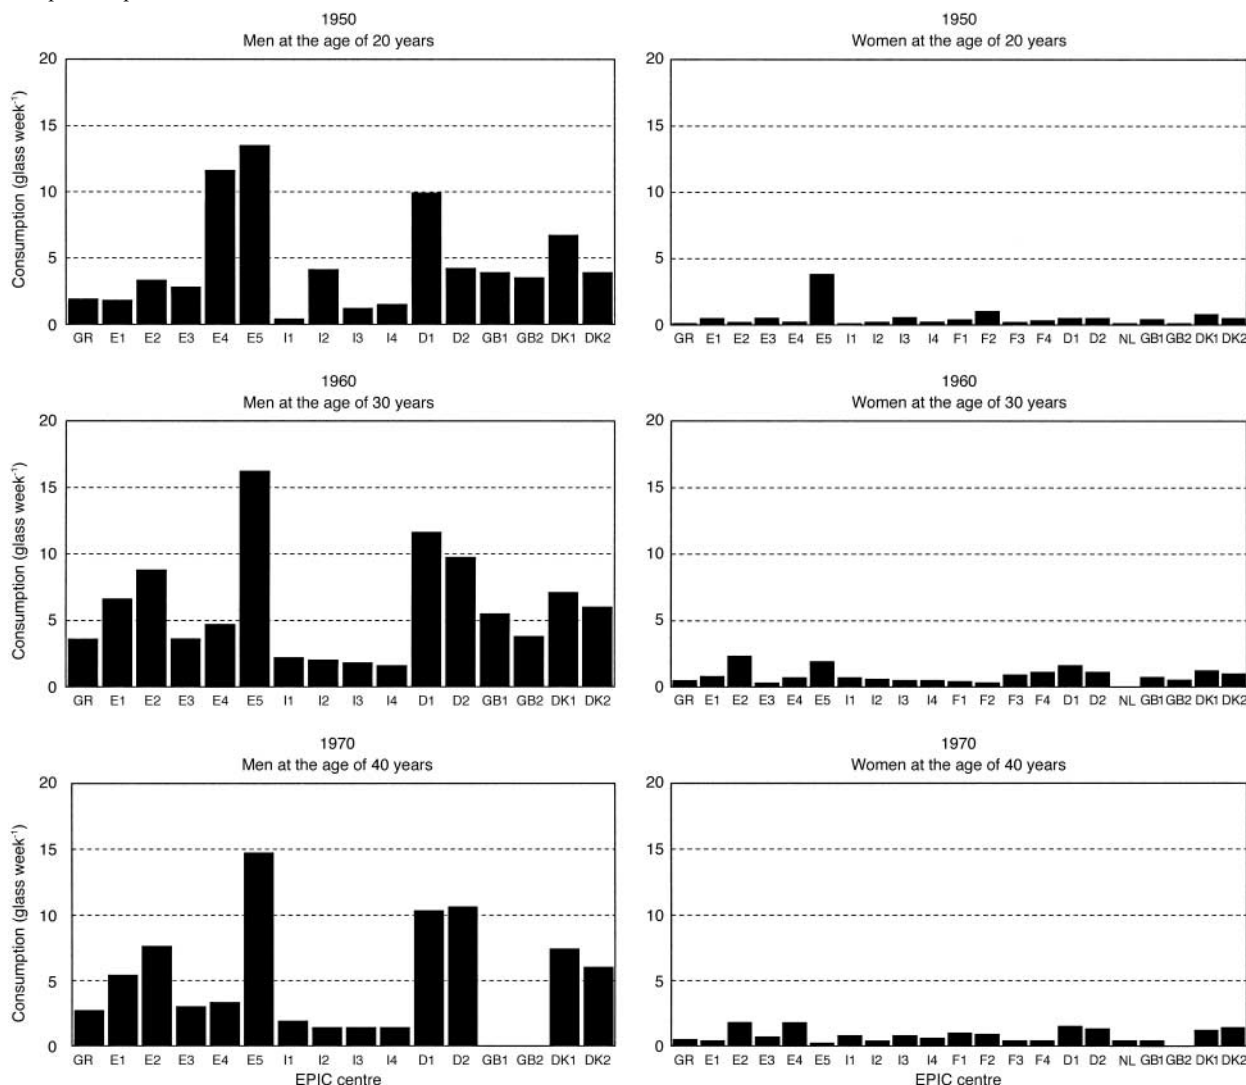 1950
Men at the age of 20 years
Consumption (glass week⁻¹)
20
15
10
5
0
GR E1 E2 E3 E4 E5 I1 I2 I3 I4 D1 D2 GB1 GB2 DK1 DK2
1950
Women at the age of 20 years
20
15
10
5
0
GR E1 E2 E3 E4 E5 I1 I2 I3 I4 F1 F2 F3 F4 D1 D2 NL GB1 GB2 DK1 DK2
1960
Men at the age of 30 years
Consumption (glass week⁻¹)
20
15
10
5
0
GR E1 E2 E3 E4 E5 I1 I2 I3 I4 D1 D2 GB1 GB2 DK1 DK2
1960
Women at the age of 30 years
20
15
10
5
0
GR E1 E2 E3 E4 E5 I1 I2 I3 I4 F1 F2 F3 F4 D1 D2 NL GB1 GB2 DK1 DK2
1970
Men at the age of 40 years
Consumption (glass week⁻¹)
20
15
10
5
0
GR E1 E2 E3 E4 E5 I1 I2 I3 I4 D1 D2 GB1 GB2 DK1 DK2
EPIC centre
1970
Women at the age of 40 years
20
15
10
5
0
GR E1 E2 E3 E4 E5 I1 I2 I3 I4 F1 F2 F3 F4 D1 D2 NL GB1 GB2 DK1 DK2
EPIC centre